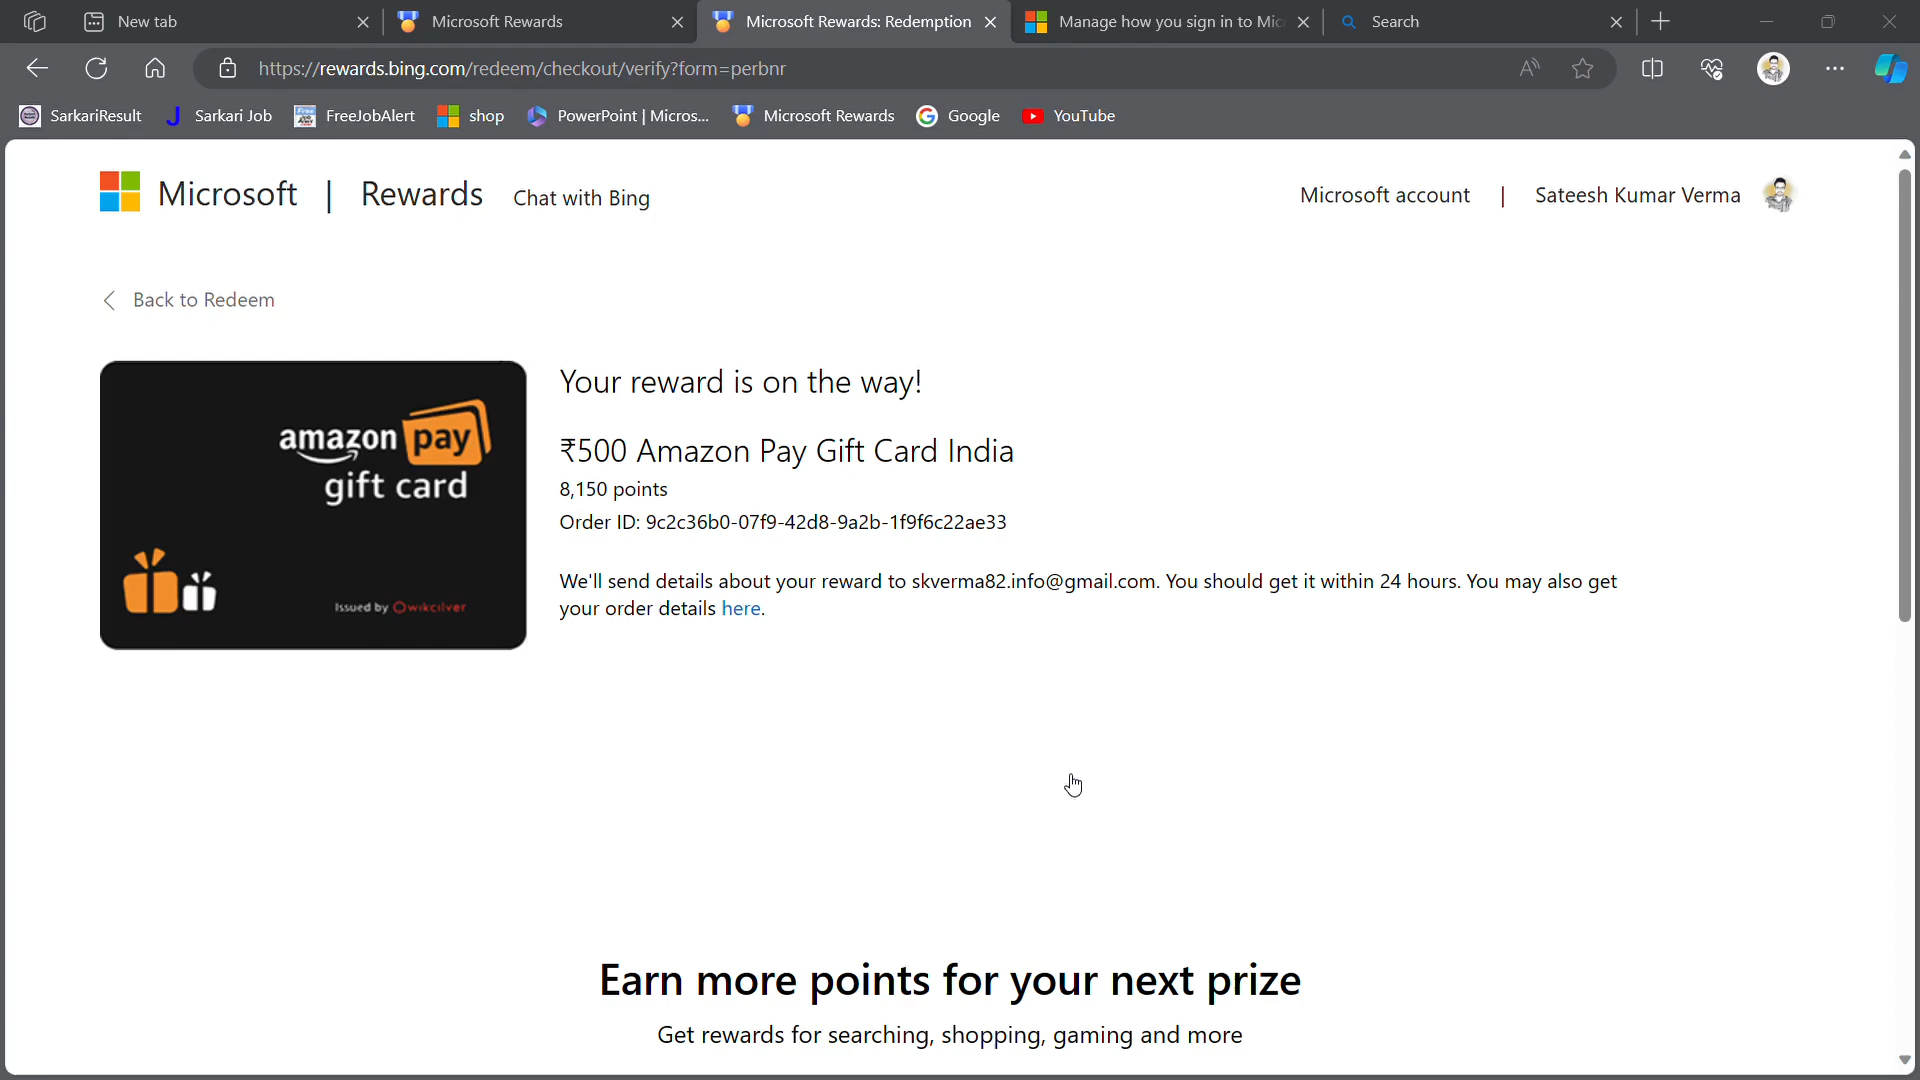 New tab
Microsoft Rewards
Microsoft Rewards: Redemption
Manage how you sign in to Mic
Search
https://rewards.bing.com/redeem/checkout/verify?form=perbnr
SarkariResult
Sarkari Job
FreeJobAlert
shop
PowerPoint | Micros...
Microsoft Rewards
Google
YouTube
Microsoft | Rewards Chat with Bing
Microsoft account | Sateesh Kumar Verma
Back to Redeem
amazon pay
gift card
Issued by Qwikcilver
Your reward is on the way!
₹500 Amazon Pay Gift Card India
8,150 points
Order ID: 9c2c36b0-07f9-42d8-9a2b-1f9f6c22ae33
We'll send details about your reward to skverma82.info@gmail.com. You should get it within 24 hours. You may also get
your order details here.
Earn more points for your next prize
Get rewards for searching, shopping, gaming and more